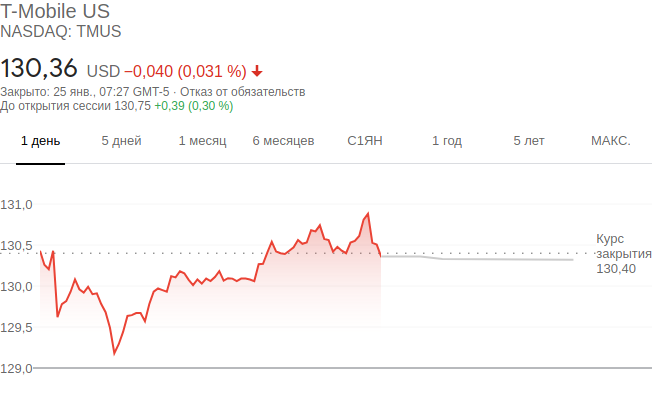 T-Mobile US
NASDAQ: TMUS
130,36 USD −0,040 (0,031 %)
Закрыто: 25 янв., 07:27 GMT-5 · Отказ от обязательств
До открытия сессии 130,75 +0,39 (0,30 %)
1 день 5 дней 1 месяц 6 месяцев С1ЯН 1 год 5 лет МАКС.
131,0
130,5
130,0
129,5
129,0
Курс
закрытия
130,40